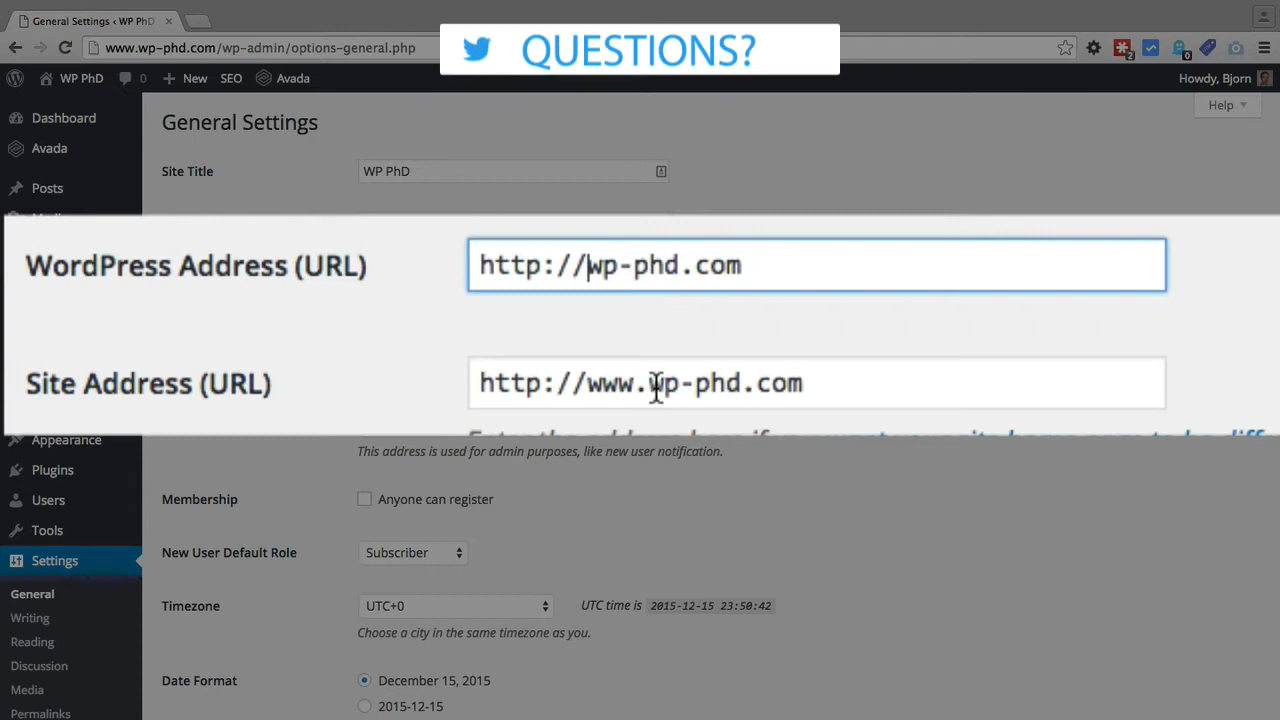 General Settings ‹ WP PhD
www.wp-phd.com/wp-admin/options-general.php
QUESTIONS?
WP PhD 0 New SEO Avada Howdy, Bjorn
Help
Dashboard
Avada
Posts
General Settings
Site Title WP PhD
WordPress Address (URL) http://wp-phd.com
Site Address (URL) http://www.wp-phd.com
Appearance
Plugins
Users
Tools
Settings
General
Writing
Reading
Discussion
Media
Permalinks
This address is used for admin purposes, like new user notification.
Membership Anyone can register
New User Default Role Subscriber
Timezone UTC+0 UTC time is 2015-12-15 23:50:42
Choose a city in the same timezone as you.
Date Format December 15, 2015
2015-12-15